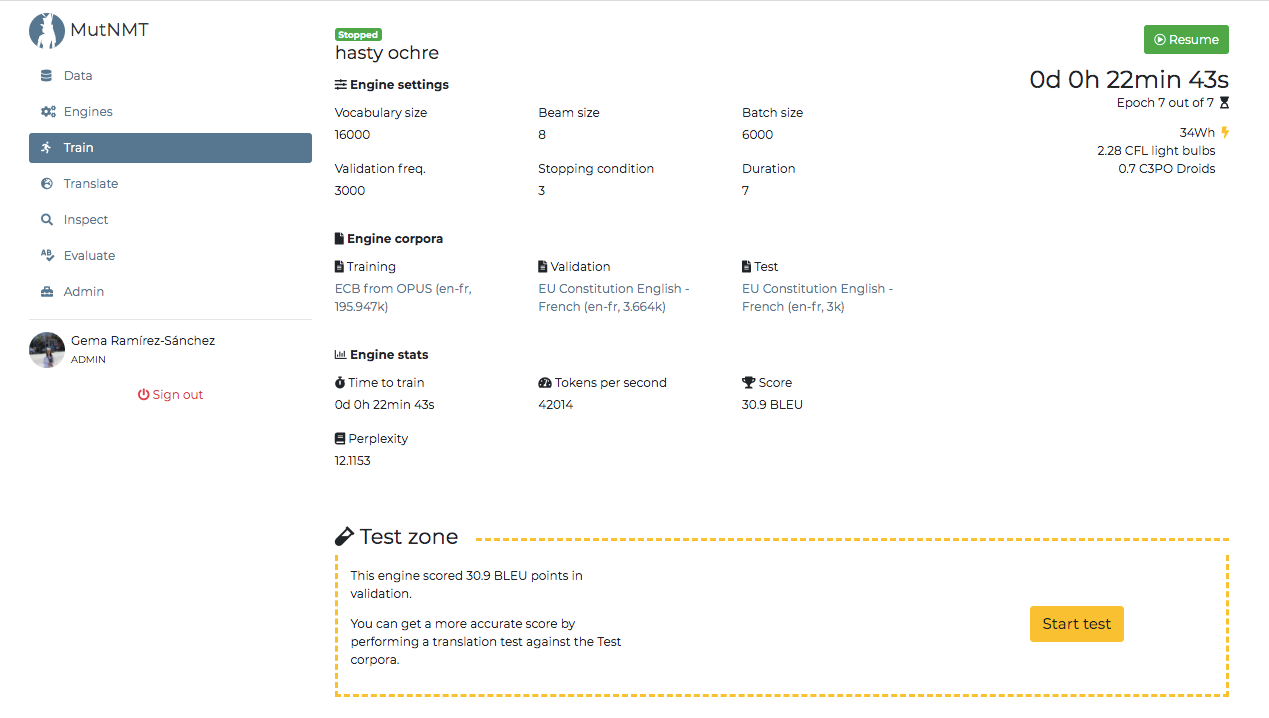 MutNMT
Data
Engines
Train
Translate
Inspect
Evaluate
Admin
Gema Ramírez-Sánchez
ADMIN
Sign out
Stopped
hasty ochre
Engine settings
Vocabulary size
16000
Beam size
8
Batch size
6000
Validation freq.
3000
Stopping condition
3
Duration
7
Engine corpora
Training
ECB from OPUS (en-fr,
195.947k)
Validation
EU Constitution English -
French (en-fr, 3.664k)
Test
EU Constitution English -
French (en-fr, 3k)
Engine stats
Time to train
0d 0h 22min 43s
Tokens per second
42014
Score
30.9 BLEU
Perplexity
12.1153
Resume
0d 0h 22min 43s
Epoch 7 out of 7
34Wh
2.28 CFL light bulbs
0.7 C3PO Droids
Test zone
This engine scored 30.9 BLEU points in
validation.
You can get a more accurate score by
performing a translation test against the Test
corpora.
Start test